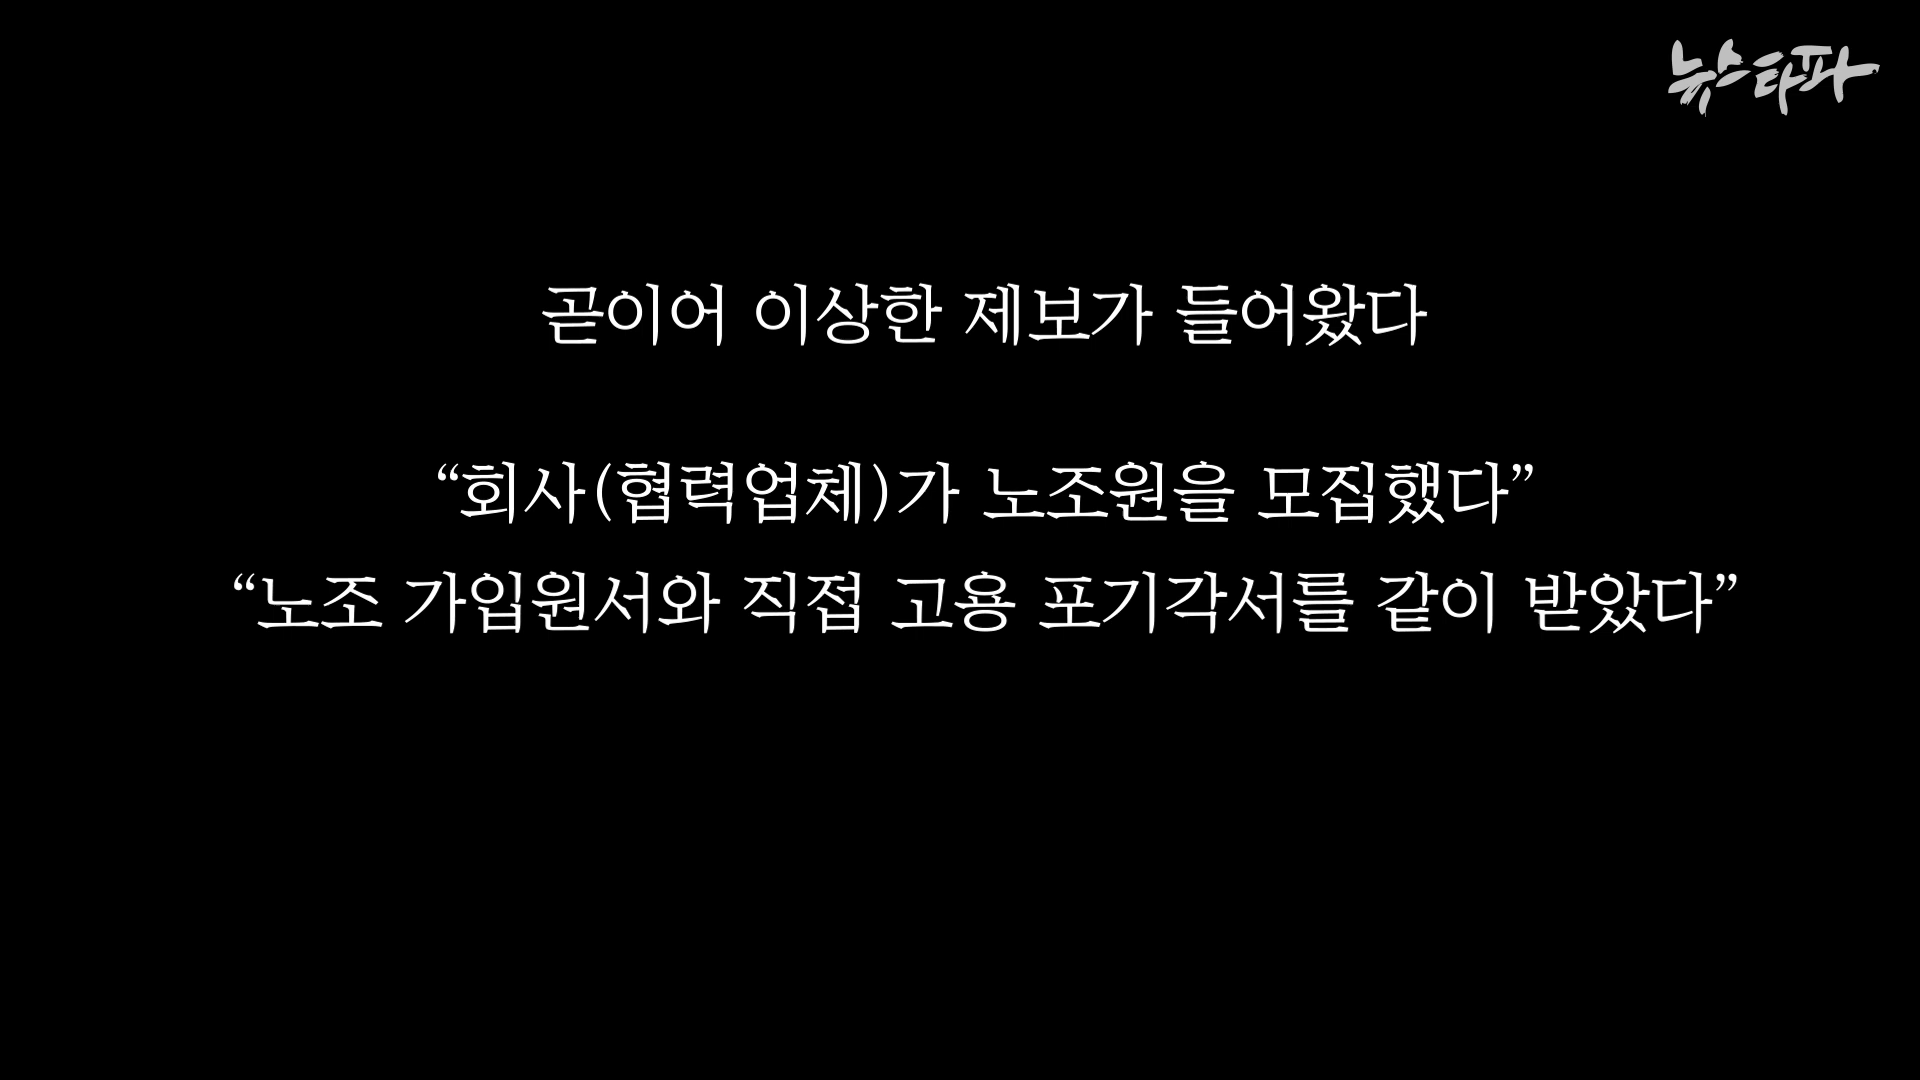 뉴스타파
곧이어 이상한 제보가 들어왔다
“회사(협력업체)가 노조원을 모집했다”
“노조 가입원서와 직접 고용 포기각서를 같이 받았다”